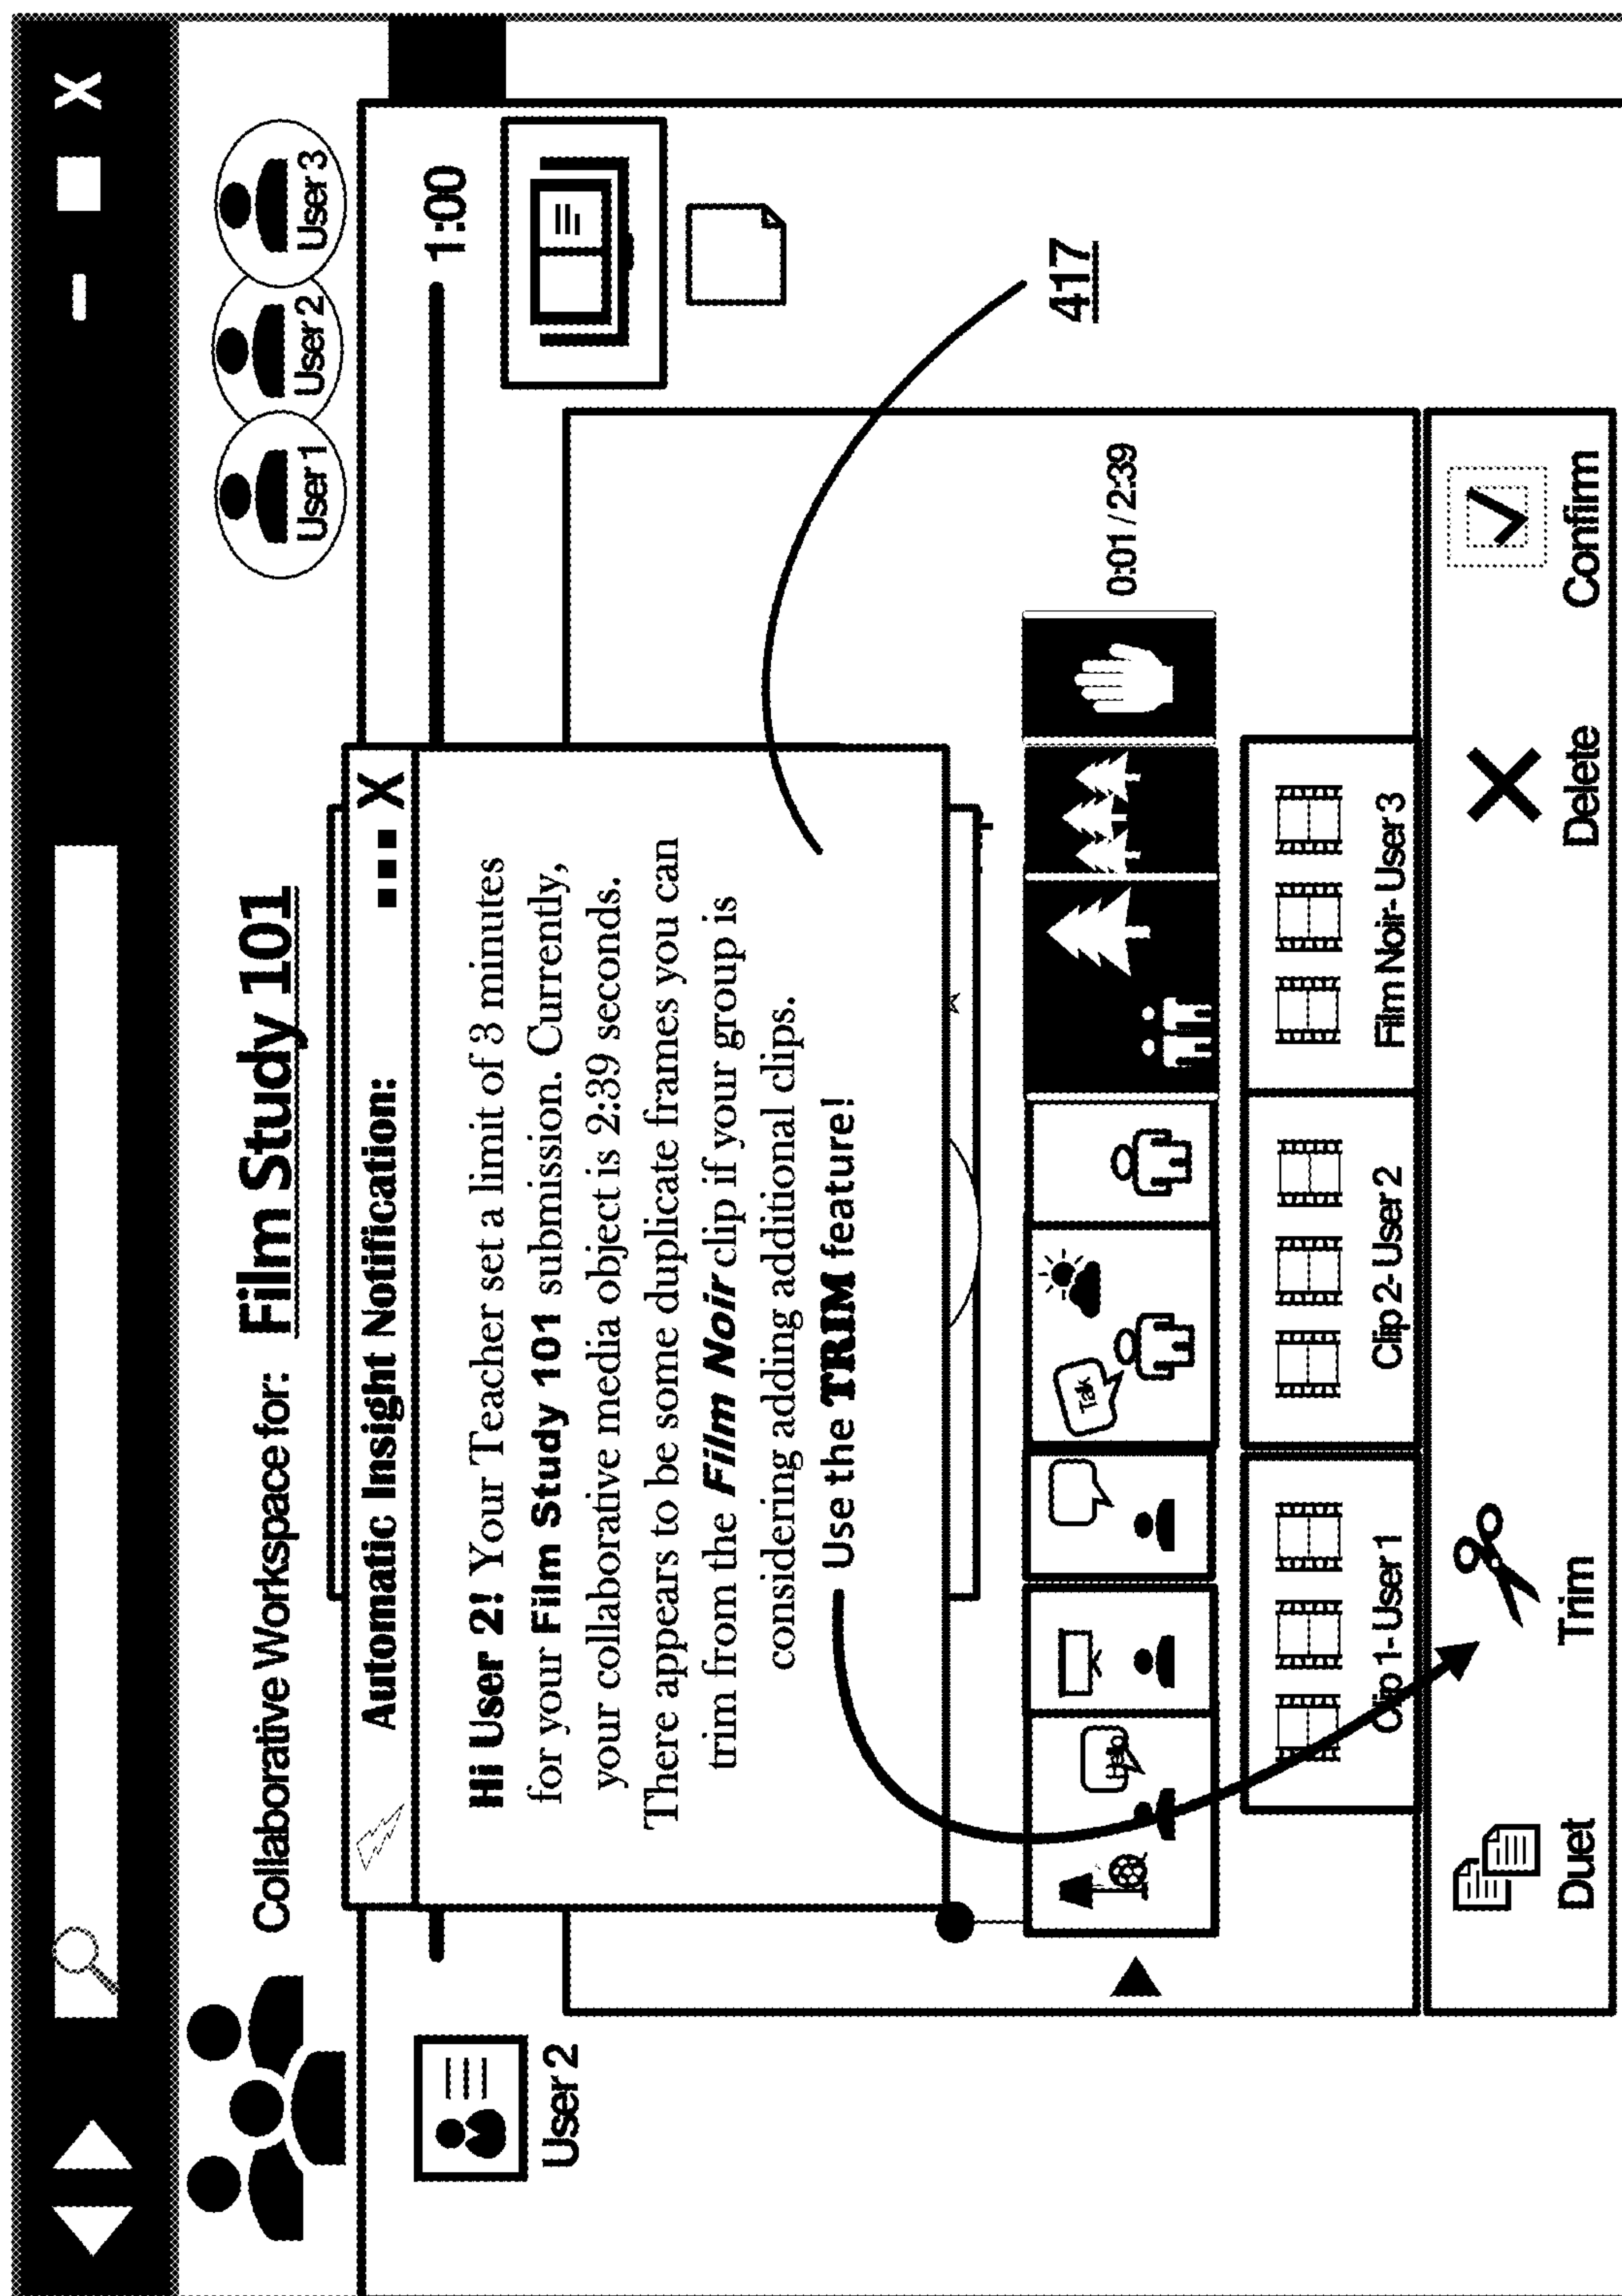 X
Collaborative Workspace for: Film Study 101
User 1
User 2
User 3
User 2
1:00
Automatic Insight Notification:
X
Hi User 2! Your Teacher set a limit of 3 minutes
for your Film Study 101 submission. Currently,
your collaborative media object is 2:39 seconds.
There appears to be some duplicate frames you can
trim from the Film Noir clip if your group is
considering adding additional clips.
Use the TRIM feature!
417
Talk
0:01 / 2:39
Clip 1- User 1
Clip 2- User 2
Film Noir- User 3
Duet
Trim
Delete
Confirm